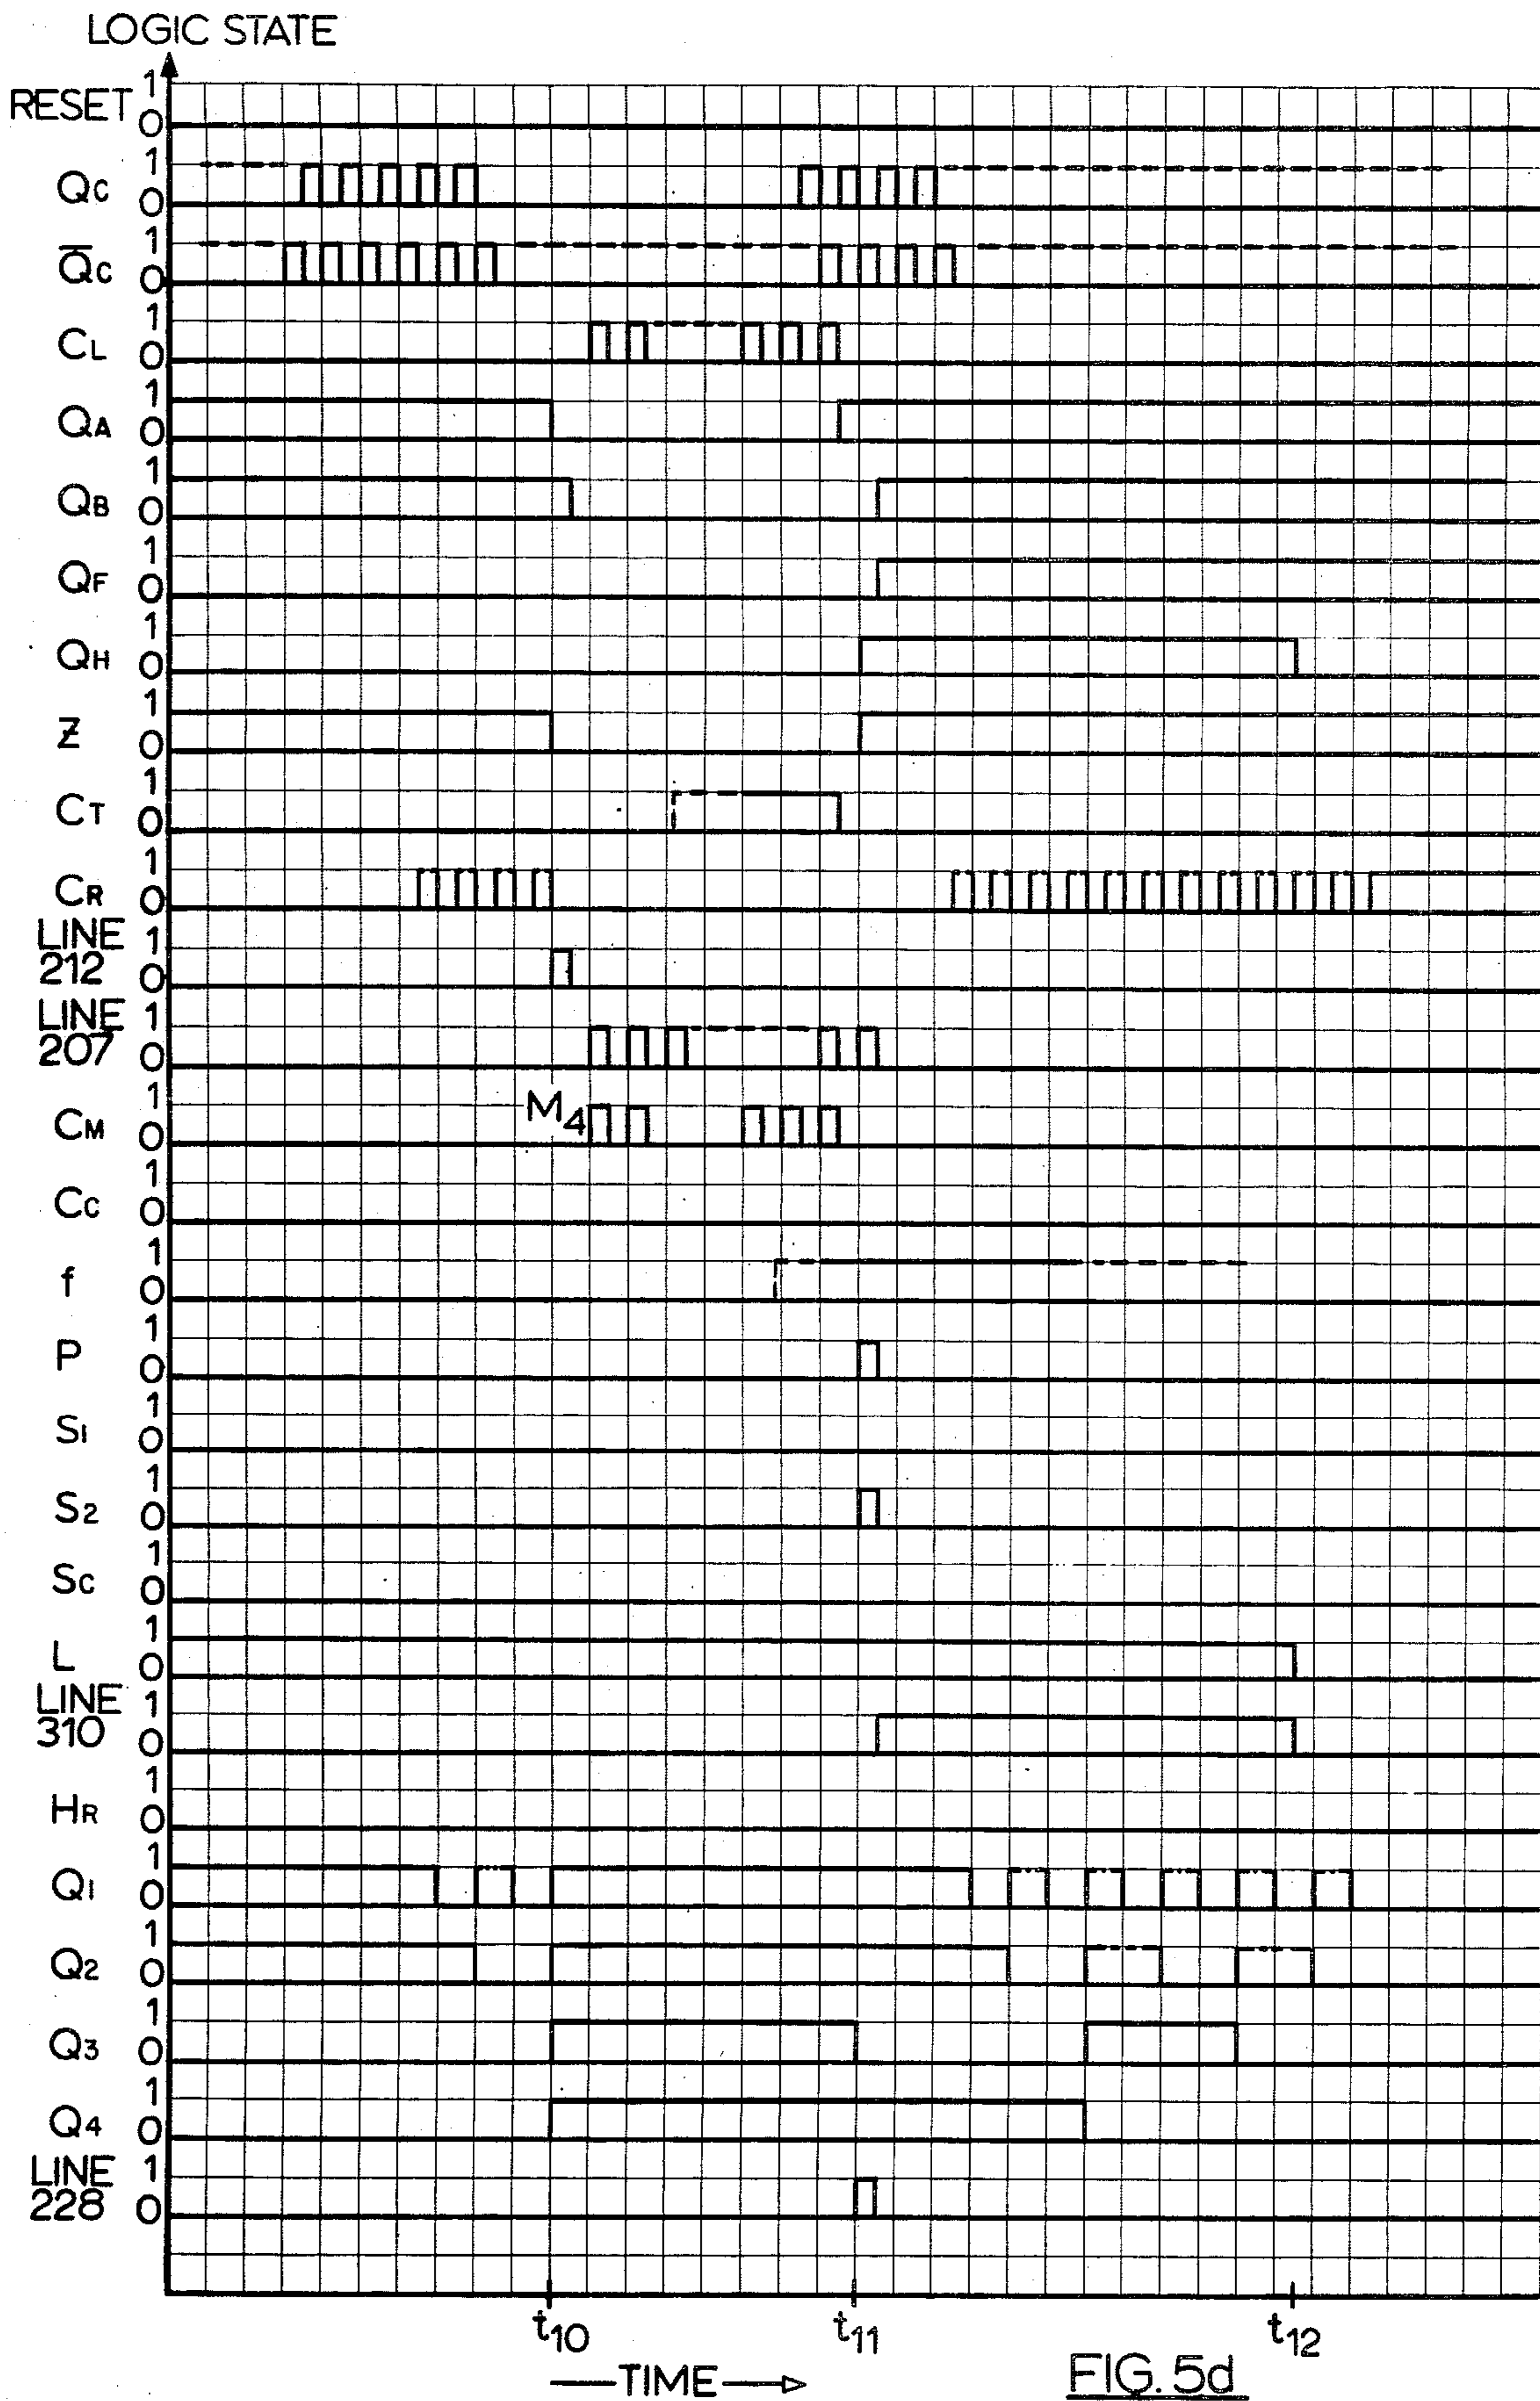 LOGIC STATE
RESET 1 0
QC 1 0
Q̅C 1 0
CL 1 0
QA 1 0
QB 1 0
QF 1 0
QH 1 0
Z 1 0
CT 1 0
CR 1 0
LINE 212 1 0
LINE 207 1 0
CM 1 0 M4
CC 1 0
f 1 0
P 1 0
S1 1 0
S2 1 0
SC 1 0
L 1 0
LINE 310 1 0
HR 1 0
Q1 1 0
Q2 1 0
Q3 1 0
Q4 1 0
LINE 228 1 0
t10 t11 t12
TIME
FIG. 5d